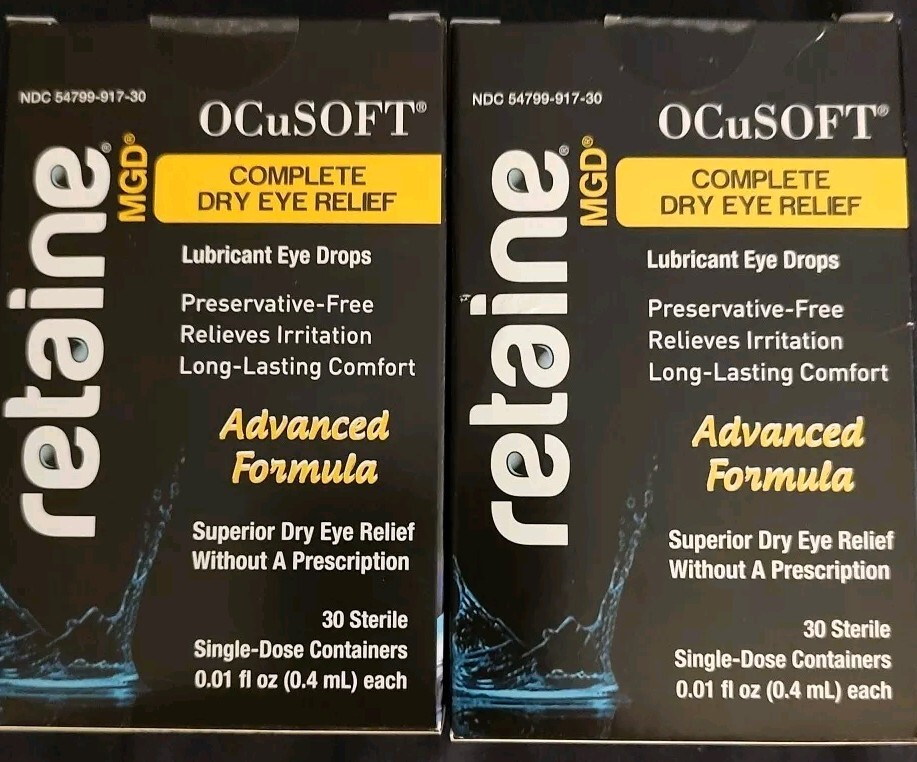 NDC 54799-917-30
OCuSOFT®
retaine®
MGD®
COMPLETE
DRY EYE RELIEF
Lubricant Eye Drops
Preservative-Free
Relieves Irritation
Long-Lasting Comfort
Advanced
Formula
Superior Dry Eye Relief
Without A Prescription
30 Sterile
Single-Dose Containers
0.01 fl oz (0.4 mL) each
NDC 54799-917-30
OCuSOFT®
retaine®
MGD®
COMPLETE
DRY EYE RELIEF
Lubricant Eye Drops
Preservative-Free
Relieves Irritation
Long-Lasting Comfort
Advanced
Formula
Superior Dry Eye Relief
Without A Prescription
30 Sterile
Single-Dose Containers
0.01 fl oz (0.4 mL) each